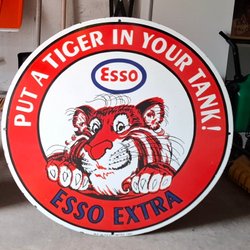 PUT A TIGER IN YOUR TANK!
Esso
ESSO EXTRA